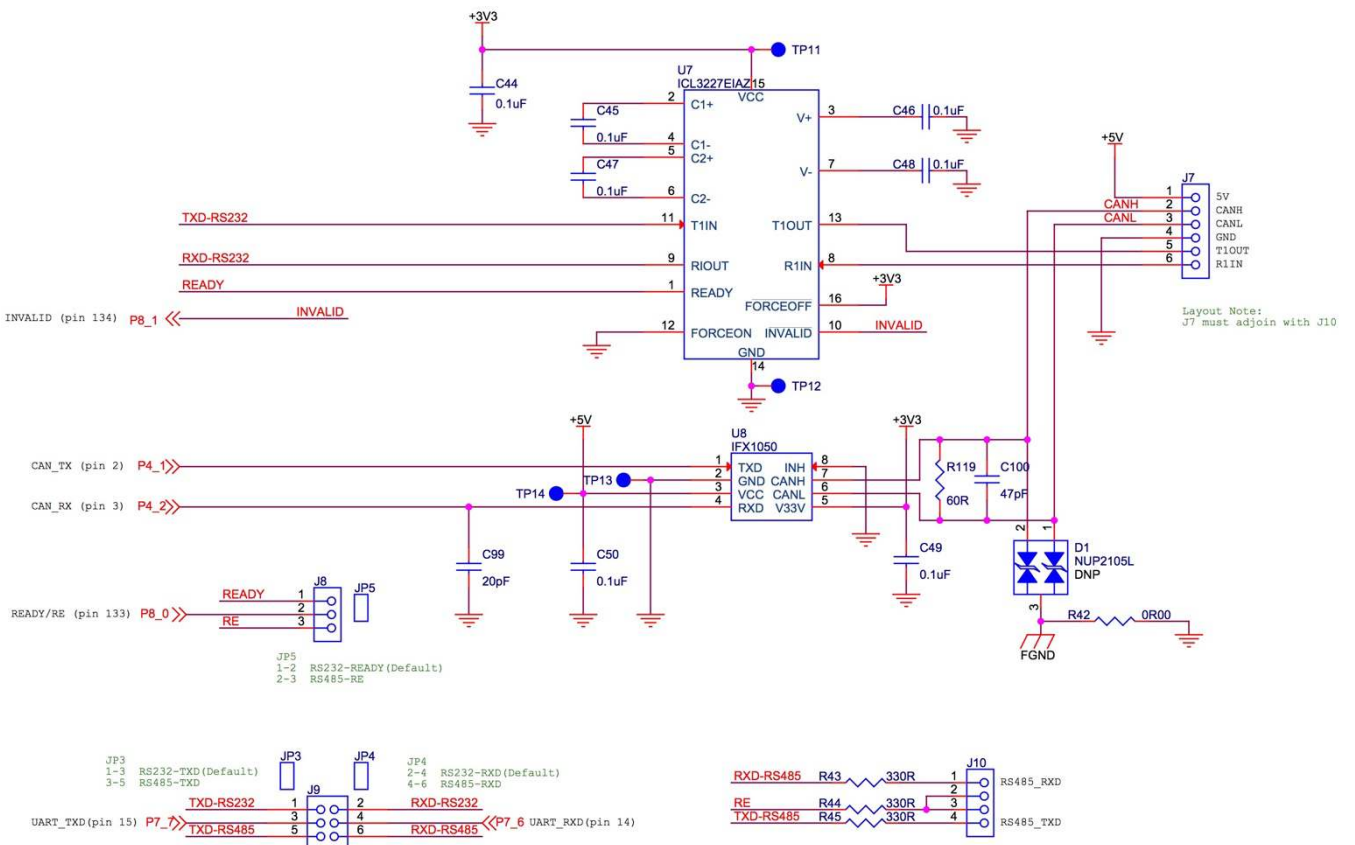 +3V3
TP11
U7
ICL3227EIAZ
15
C44
0.1uF
VCC
2 C1+
C45
0.1uF
4 C1-
5 C2+
C47
0.1uF
6 C2-
V+ 3
C46 0.1uF
V- 7
C48 0.1uF
+5V
J7
1 5V
CANH 2 CANH
CANL 3 CANL
4 GND
5 T1OUT
6 R1IN
TXD-RS232 11 T1IN
T1OUT 13
RXD-RS232 9 RIOUT
R1IN 8
READY 1 READY
+3V3
FORCEOFF 16
INVALID (pin 134) P8_1 INVALID
12 FORCEON
INVALID 10 INVALID
GND
14
TP12
Layout Note:
J7 must adjoin with J10
+5V
U8
IFX1050
+3V3
CAN_TX (pin 2) P4_1
1 TXD INH 8
TP13 2 GND CANH 7
TP14 3 VCC CANL 6
CAN_RX (pin 3) P4_2
4 RXD V33V 5
R119
60R
C100
47pF
C99
20pF
C50
0.1uF
C49
0.1uF
2 1
D1
NUP2105L
DNP
3
R42 0R00
FGND
J8
JP5
READY 1
READY/RE (pin 133) P8_0 2
RE 3
JP5
1-2 RS232-READY(Default)
2-3 RS485-RE
JP3
1-3 RS232-TXD(Default)
3-5 RS485-TXD
JP3
JP4
JP4
2-4 RS232-RXD(Default)
4-6 RS485-RXD
J9
TXD-RS232 1 2 RXD-RS232
UART_TXD(pin 15) P7_7 3 4 P7_6 UART_RXD(pin 14)
TXD-RS485 5 6 RXD-RS485
J10
RXD-RS485 R43 330R 1 RS485_RXD
2
RE R44 330R 3
TXD-RS485 R45 330R 4 RS485_TXD